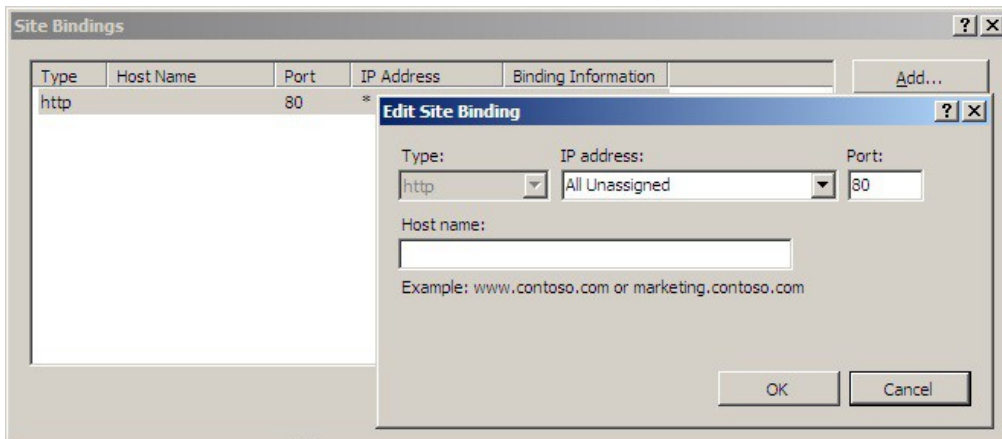 Site Bindings
Type Host Name Port IP Address Binding Information
Add...
http 80 *
Edit Site Binding
Type: IP address: Port:
http All Unassigned 80
Host name:
Example: www.contoso.com or marketing.contoso.com
OK Cancel